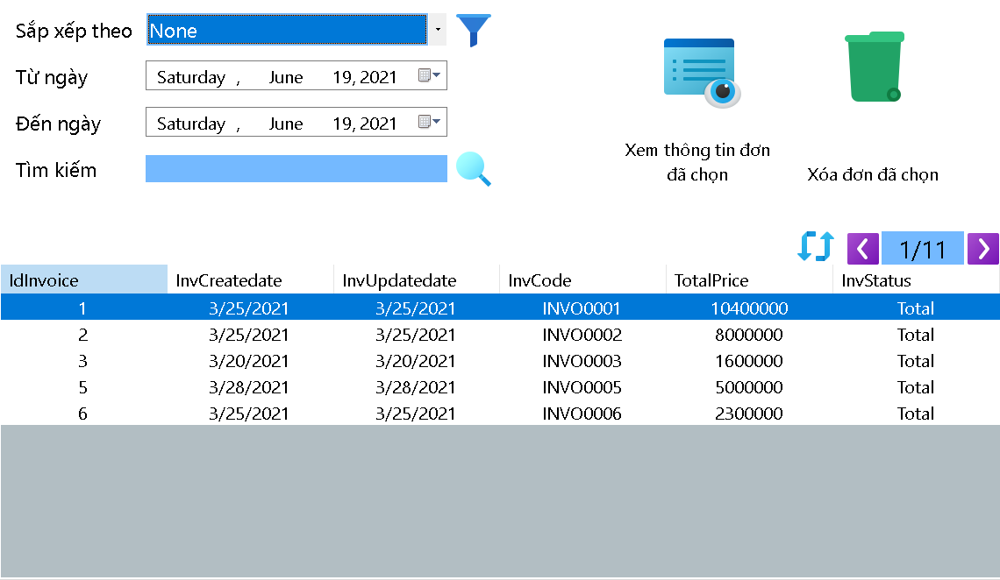 Sắp xếp theo None
Từ ngày Saturday , June 19, 2021
Đến ngày Saturday , June 19, 2021
Tìm kiếm
Xem thông tin đơn
đã chọn
Xóa đơn đã chọn
1/11
IdInvoice InvCreatedate InvUpdatedate InvCode TotalPrice InvStatus
1 3/25/2021 3/25/2021 INVO0001 10400000 Total
2 3/25/2021 3/25/2021 INVO0002 8000000 Total
3 3/20/2021 3/20/2021 INVO0003 1600000 Total
5 3/28/2021 3/28/2021 INVO0005 5000000 Total
6 3/25/2021 3/25/2021 INVO0006 2300000 Total